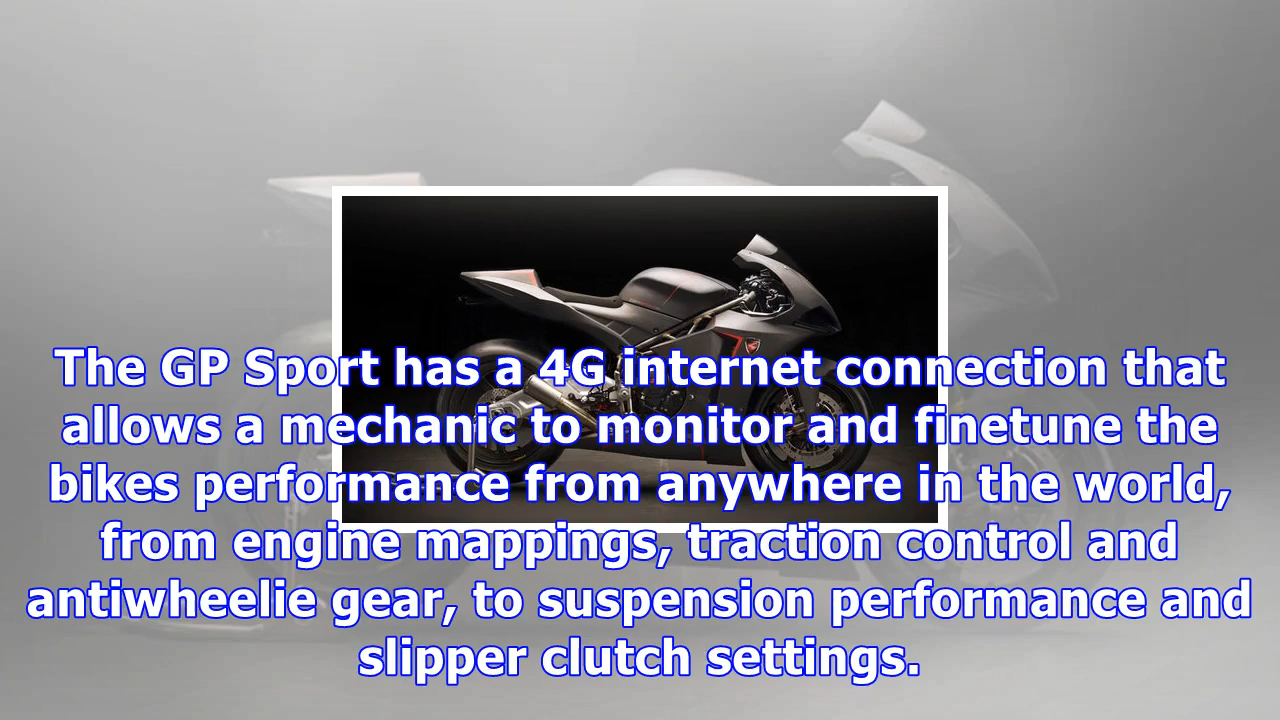 The GP Sport has a 4G internet connection that
allows a mechanic to monitor and finetune the
bikes performance from anywhere in the world,
from engine mappings, traction control and
antiwheelie gear, to suspension performance and
slipper clutch settings.